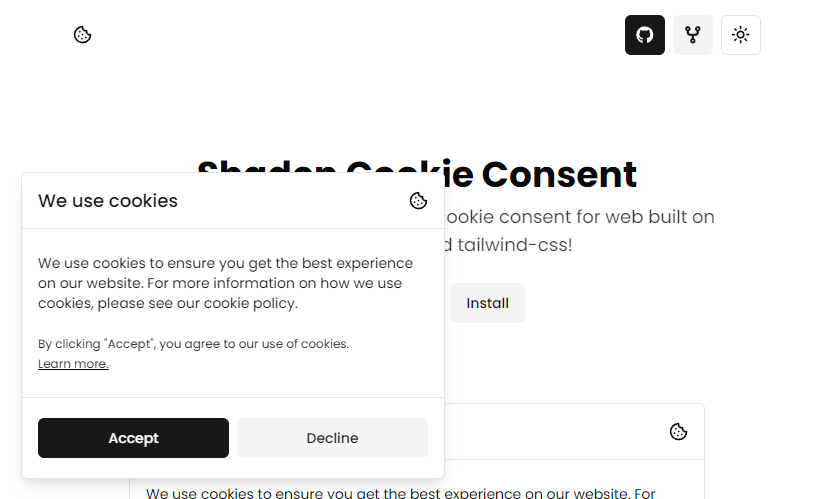 Shadcn Cookie Consent
ookie consent for web built on
d tailwind-css!
Install
We use cookies
We use cookies to ensure you get the best experience
on our website. For more information on how we use
cookies, please see our cookie policy.
By clicking "Accept", you agree to our use of cookies.
Learn more.
Accept
Decline
We use cookies to ensure you get the best experience on our website. For